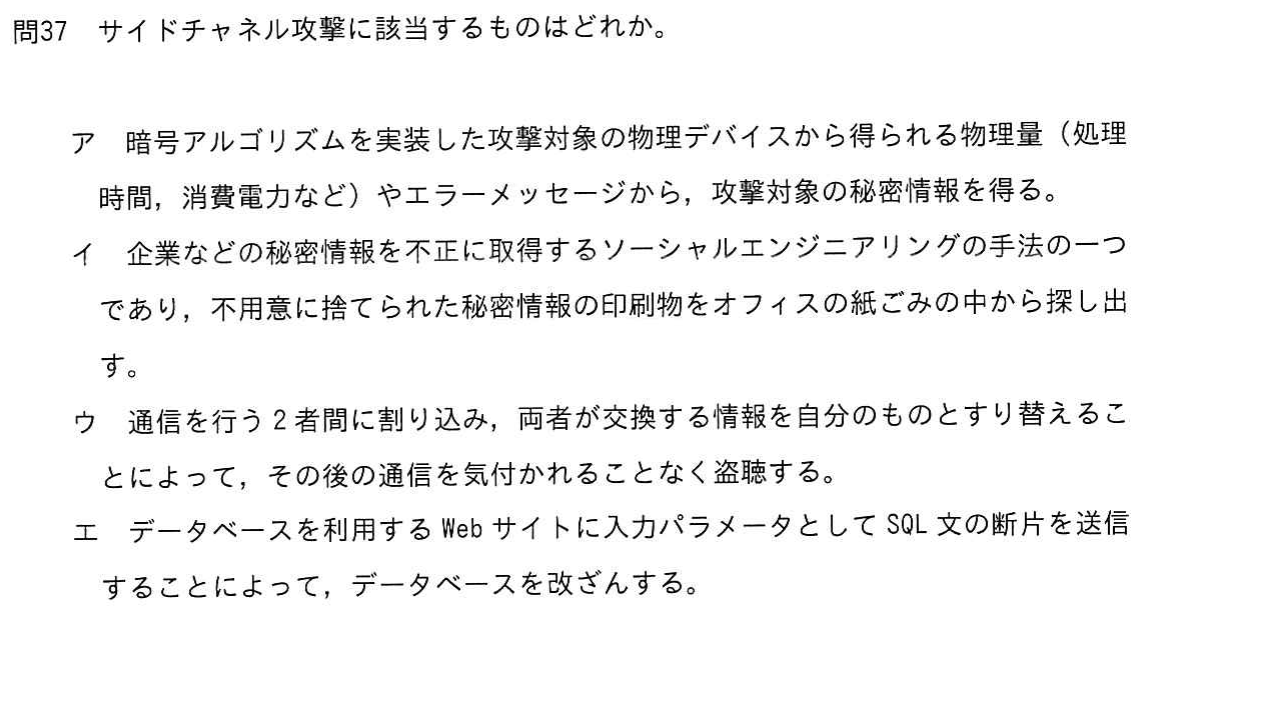 問37　サイドチャネル攻撃に該当するものはどれか。
ア　暗号アルゴリズムを実装した攻撃対象の物理デバイスから得られる物理量（処理
時間，消費電力など）やエラーメッセージから，攻撃対象の秘密情報を得る。
イ　企業などの秘密情報を不正に取得するソーシャルエンジニアリングの手法の一つ
であり，不用意に捨てられた秘密情報の印刷物をオフィスの紙ごみの中から探し出
す。
ウ　通信を行う2者間に割り込み，両者が交換する情報を自分のものとすり替えるこ
とによって，その後の通信を気付かれることなく盗聴する。
エ　データベースを利用するWebサイトに入力パラメータとしてSQL文の断片を送信
することによって，データベースを改ざんする。